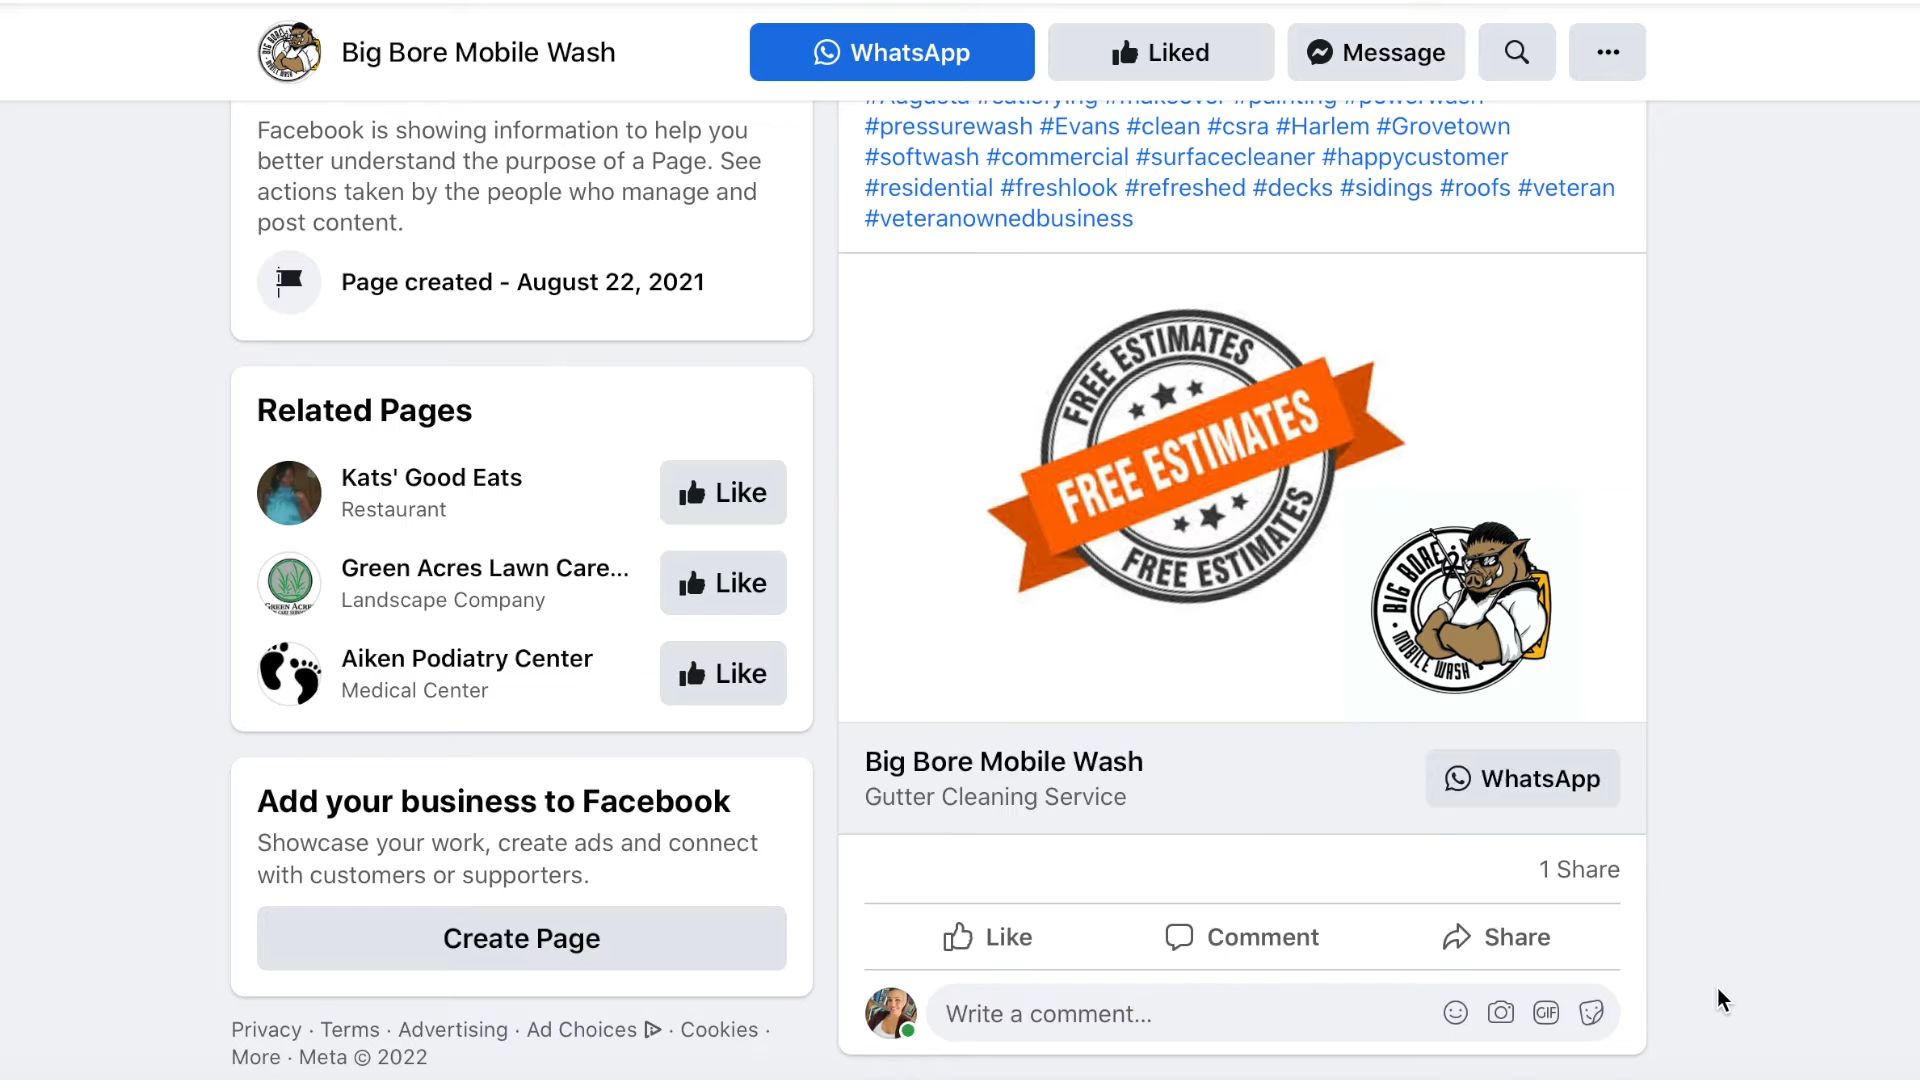 Big Bore Mobile Wash
WhatsApp
Liked
Message
Facebook is showing information to help you
better understand the purpose of a Page. See
actions taken by the people who manage and
post content.
Page created - August 22, 2021
Related Pages
Kats' Good Eats
Restaurant
Like
Green Acres Lawn Care...
Landscape Company
Like
Aiken Podiatry Center
Medical Center
Like
Add your business to Facebook
Showcase your work, create ads and connect
with customers or supporters.
Create Page
Privacy · Terms · Advertising · Ad Choices · Cookies ·
More · Meta © 2022
#Augusta #satisfying #makeover #painting #powerwash
#pressurewash #Evans #clean #csra #Harlem #Grovetown
#softwash #commercial #surfacecleaner #happycustomer
#residential #freshlook #refreshed #decks #sidings #roofs #veteran
#veteranownedbusiness
FREE ESTIMATES
FREE ESTIMATES
FREE ESTIMATES
BIG BORE
MOBILE WASH
Big Bore Mobile Wash
Gutter Cleaning Service
WhatsApp
1 Share
Like
Comment
Share
Write a comment...
GIF